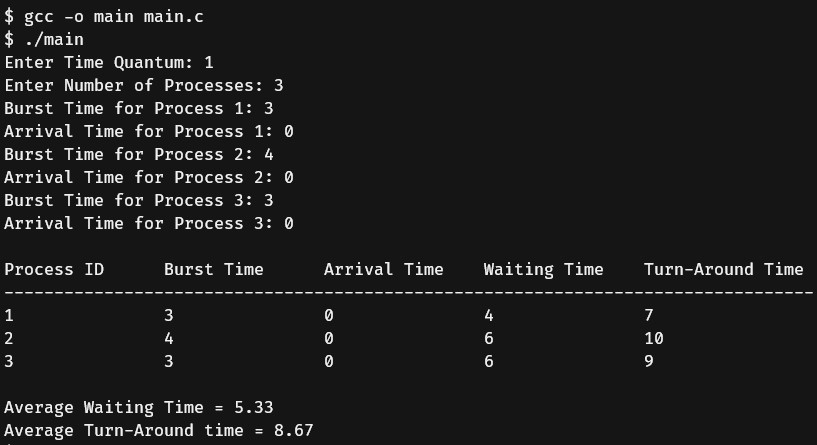 $ gcc -o main main.c
$ ./main
Enter Time Quantum: 1
Enter Number of Processes: 3
Burst Time for Process 1: 3
Arrival Time for Process 1: 0
Burst Time for Process 2: 4
Arrival Time for Process 2: 0
Burst Time for Process 3: 3
Arrival Time for Process 3: 0

Process ID      Burst Time      Arrival Time    Waiting Time    Turn-Around Time
---------------------------------------------------------------------------------
1               3               0               4               7
2               4               0               6               10
3               3               0               6               9

Average Waiting Time = 5.33
Average Turn-Around time = 8.67